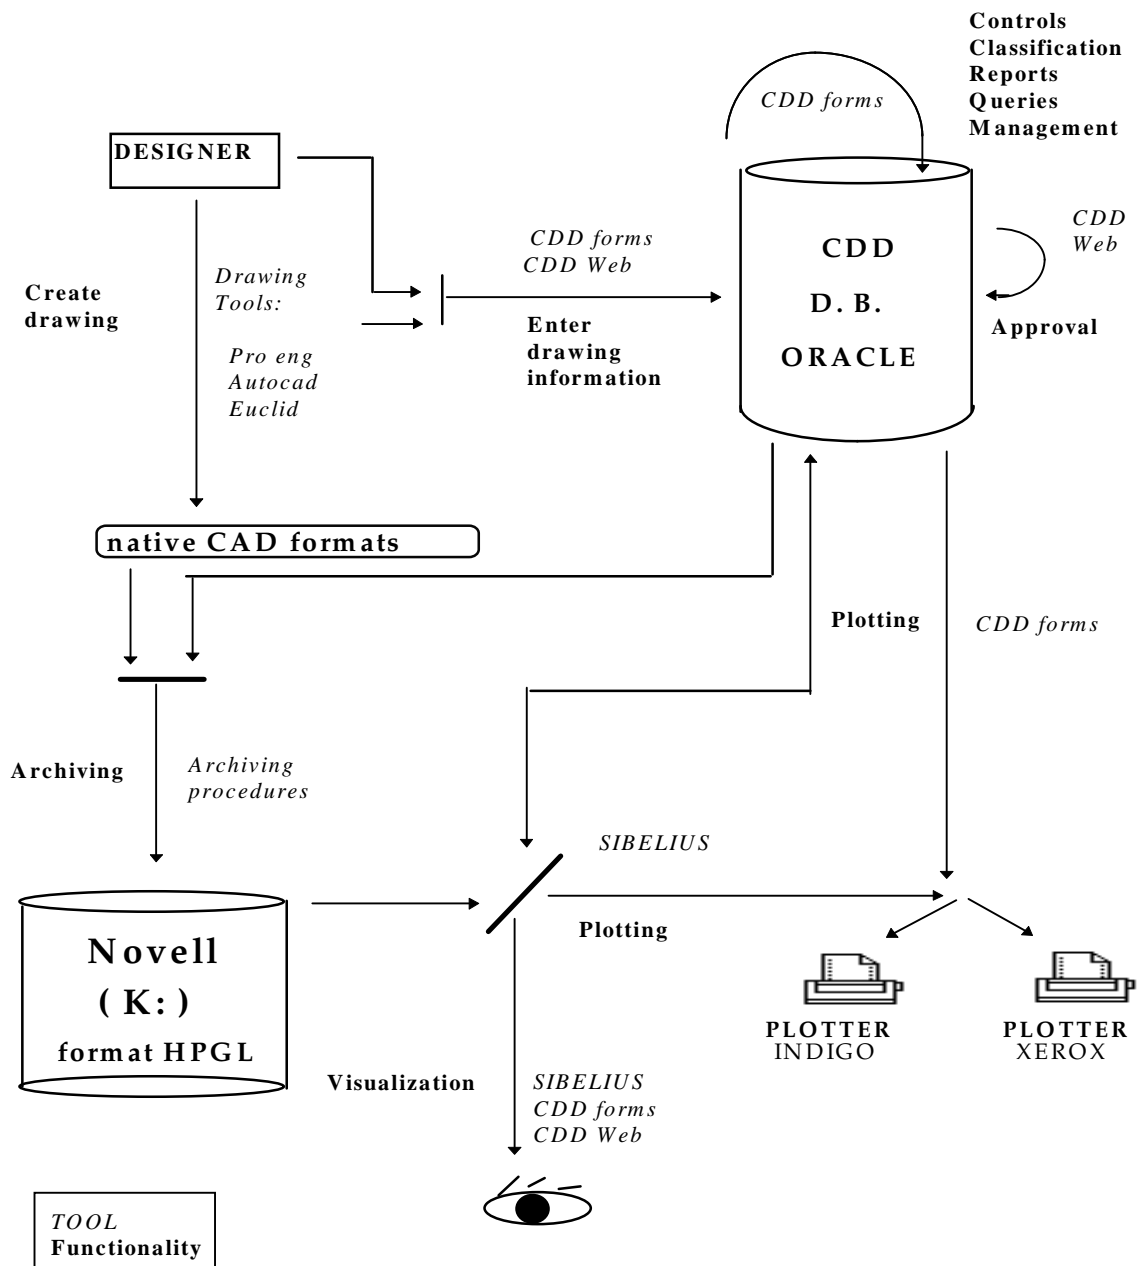 Controls
Classification
Reports
Queries
Management
CDD forms
DESIGNER
CDD
Web
CDD forms
CDD Web
CDD
D. B.
ORACLE
Drawing
Tools:
Create
drawing
Enter
drawing
information
Approval
Pro eng
Autocad
Euclid
native CAD formats
Plotting
CDD forms
Archiving
Archiving
procedures
SIBELIUS
Plotting
Novell
( K: )
format HPGL
PLOTTER
INDIGO
PLOTTER
XEROX
Visualization
SIBELIUS
CDD forms
CDD Web
TOOL
Functionality